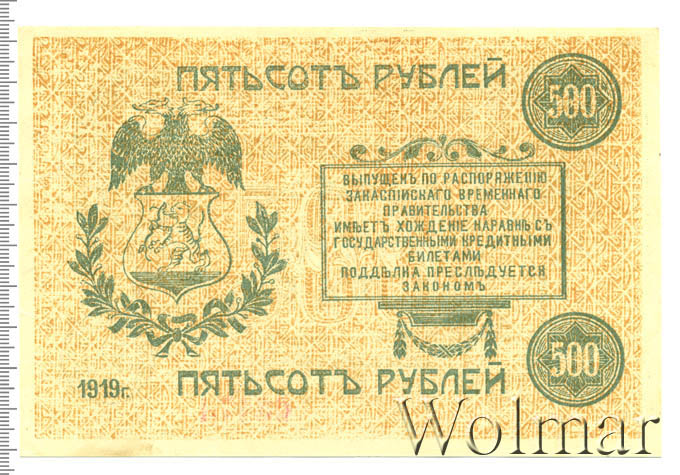 ПЯТЬСОТЪ РУБЛЕЙ
500
ВЫПУЩЕНЪ ПО РАСПОРЯЖЕНІЮ
ЗАКАСПІЙСКАГО ВРЕМЕННАГО
ПРАВИТЕЛЬСТВА
ИМѢЕТЪ ХОЖДЕНІЕ НАРАВНѢ СЪ
ГОСУДАРСТВЕННЫМИ КРЕДИТНЫМИ
БИЛЕТАМИ
ПОДДѢЛКА ПРЕСЛѢДУЕТСЯ
ЗАКОНОМЪ
500
1919г.
ПЯТЬСОТЪ РУБЛЕЙ
Wolmar